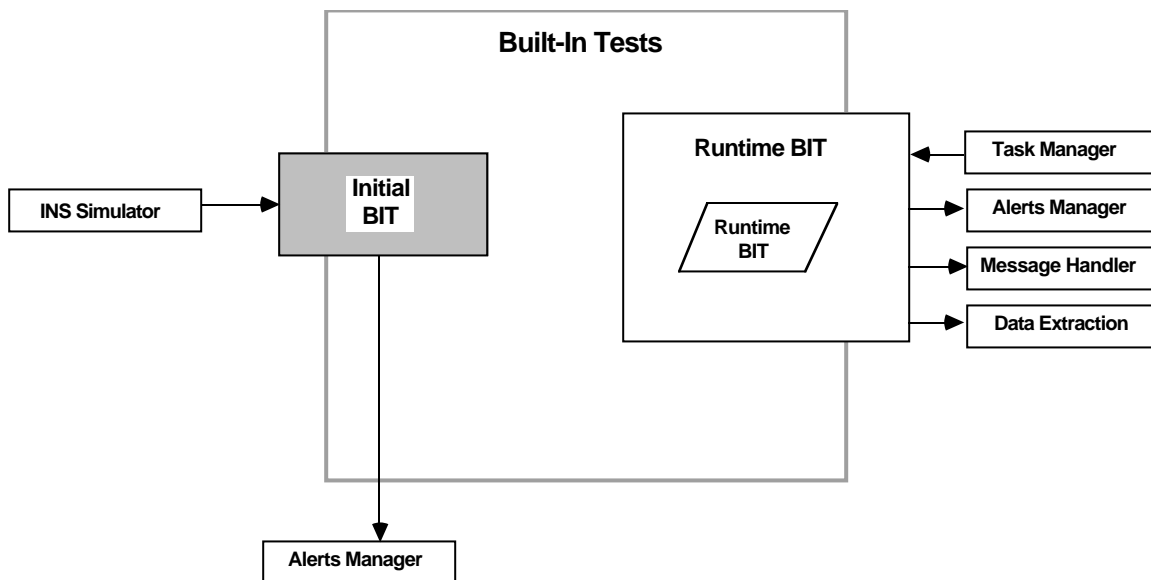 Built-In Tests
INS Simulator
Initial
BIT
Runtime BIT
Runtime
BIT
Task Manager
Alerts Manager
Message Handler
Data Extraction
Alerts Manager